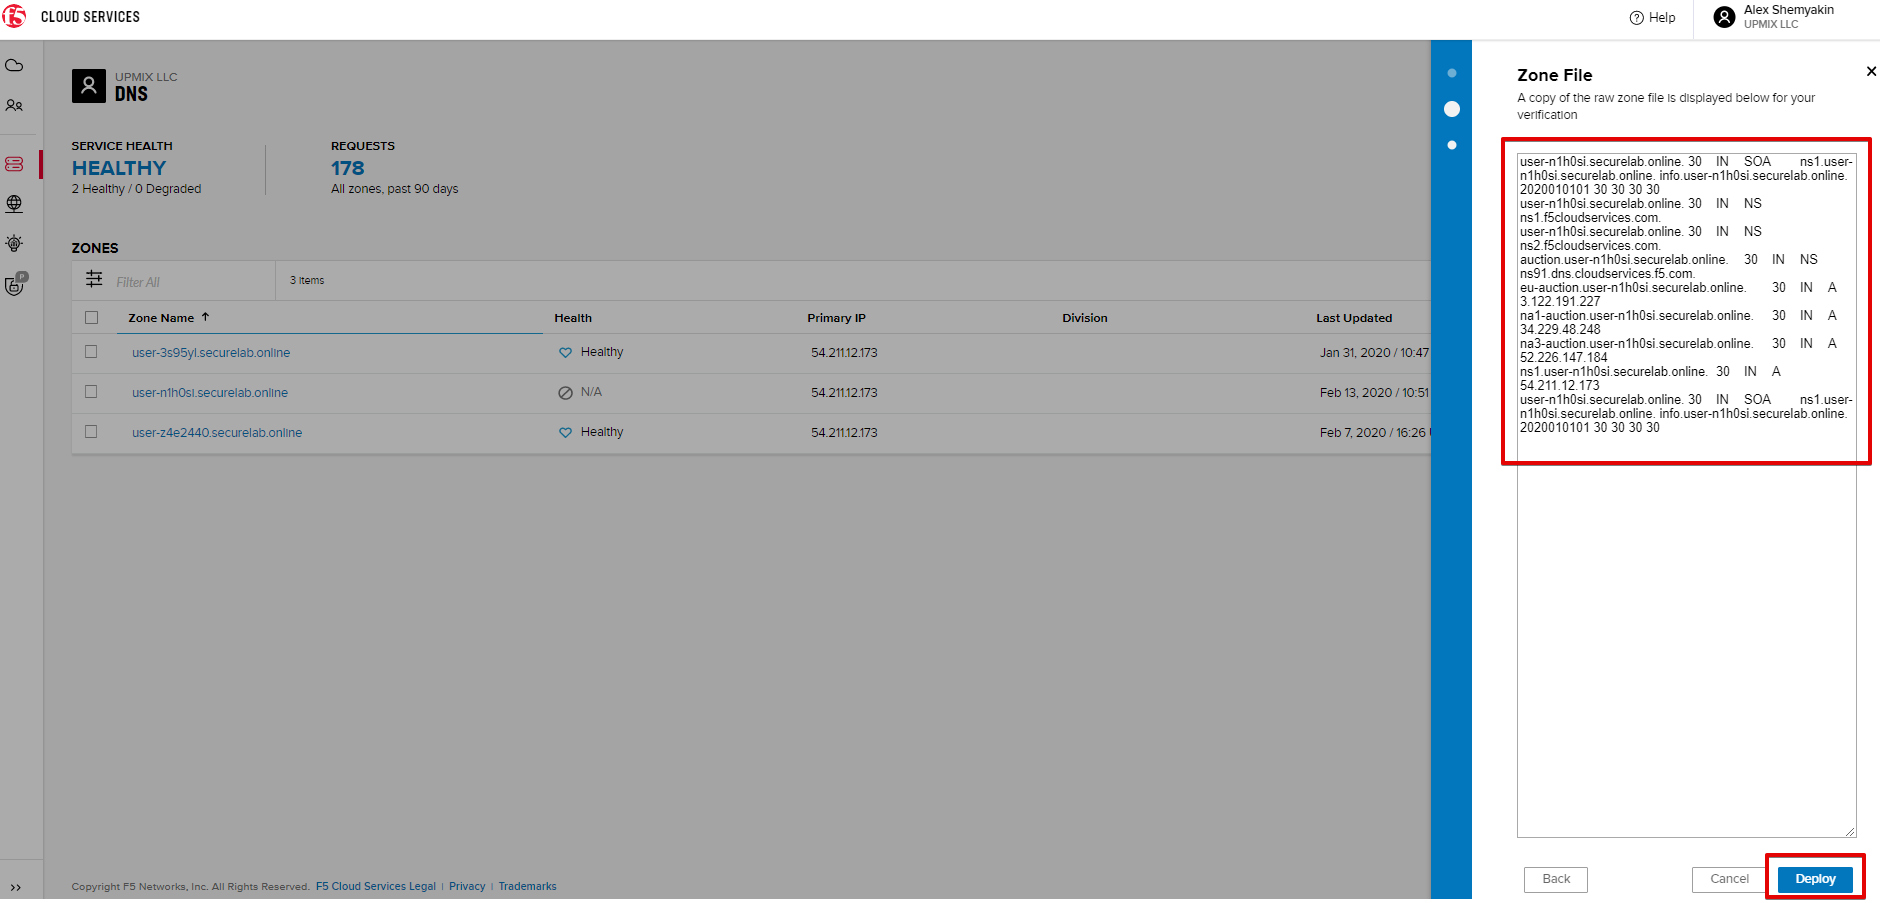 f5 CLOUD SERVICES
Help
Alex Shemyakin
UPMIX LLC
UPMIX LLC
DNS
SERVICE HEALTH
HEALTHY
2 Healthy / 0 Degraded
REQUESTS
178
All zones, past 90 days
ZONES
Filter All
3 Items
Zone Name ↑ Health Primary IP Division Last Updated
user-3s95yl.securelab.online Healthy 54.211.12.173 Jan 31, 2020 / 10:47
user-n1h0si.securelab.online N/A 54.211.12.173 Feb 13, 2020 / 10:51
user-z4e2440.securelab.online Healthy 54.211.12.173 Feb 7, 2020 / 16:26
P
Copyright F5 Networks, Inc. All Rights Reserved. F5 Cloud Services Legal | Privacy | Trademarks
Zone File
A copy of the raw zone file is displayed below for your
verification
user-n1h0si.securelab.online. 30 IN SOA ns1.user-
n1h0si.securelab.online. info.user-n1h0si.securelab.online.
2020010101 30 30 30 30
user-n1h0si.securelab.online. 30 IN NS
ns1.f5cloudservices.com.
user-n1h0si.securelab.online. 30 IN NS
ns2.f5cloudservices.com.
auction.user-n1h0si.securelab.online. 30 IN NS
ns91.dns.cloudservices.f5.com.
eu-auction.user-n1h0si.securelab.online. 30 IN A
3.122.191.227
na1-auction.user-n1h0si.securelab.online. 30 IN A
34.229.48.248
na3-auction.user-n1h0si.securelab.online. 30 IN A
52.226.147.184
ns1.user-n1h0si.securelab.online. 30 IN A
54.211.12.173
user-n1h0si.securelab.online. 30 IN SOA ns1.user-
n1h0si.securelab.online. info.user-n1h0si.securelab.online.
2020010101 30 30 30 30
Back
Cancel
Deploy